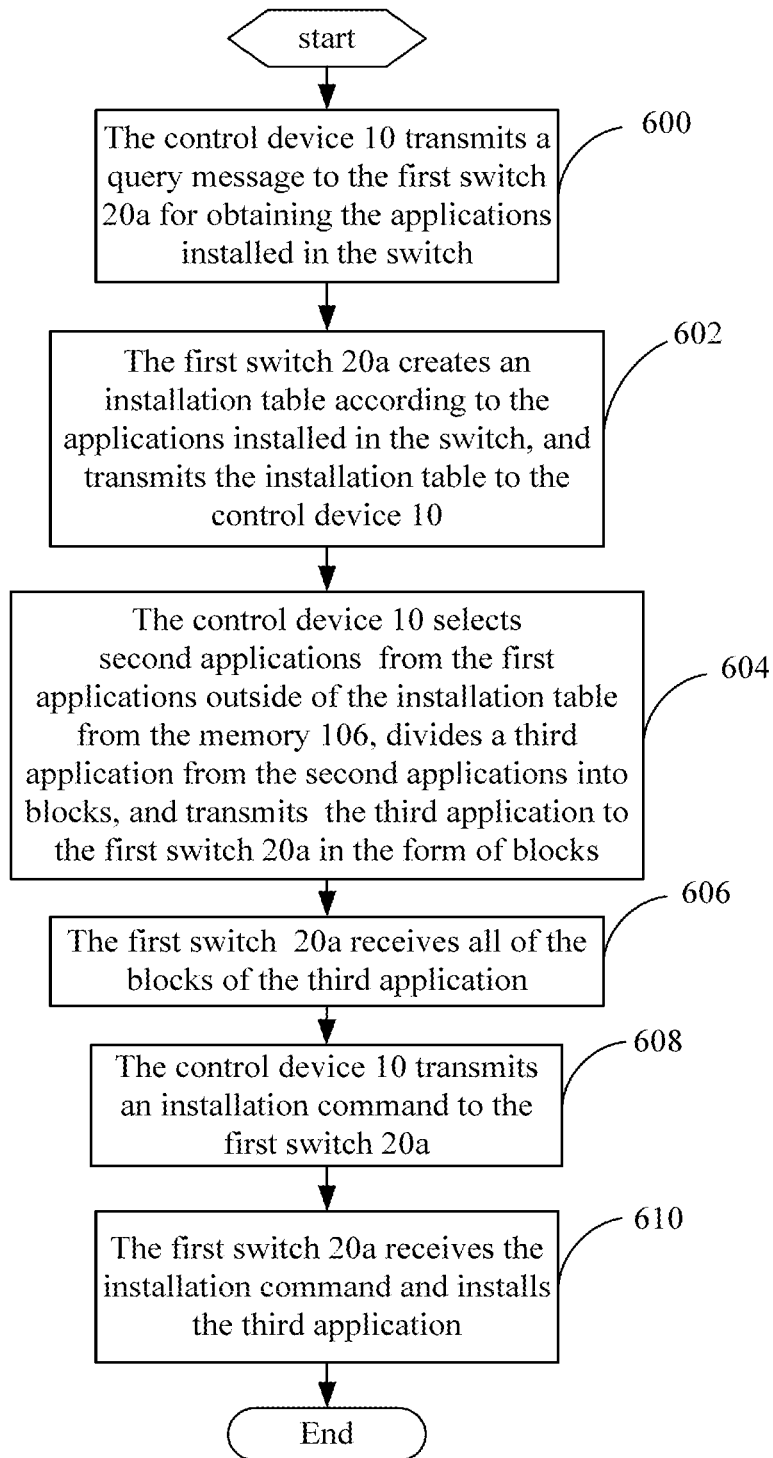 start
The control device 10 transmits a
query message to the first switch
20a for obtaining the applications
installed in the switch
600
The first switch 20a creates an
installation table according to the
applications installed in the switch, and
transmits the installation table to the
control device 10
602
The control device 10 selects
second applications from the first
applications outside of the installation table
from the memory 106, divides a third
application from the second applications into
blocks, and transmits the third application to
the first switch 20a in the form of blocks
604
The first switch 20a receives all of the
blocks of the third application
606
The control device 10 transmits
an installation command to the
first switch 20a
608
The first switch 20a receives the
installation command and installs
the third application
610
End